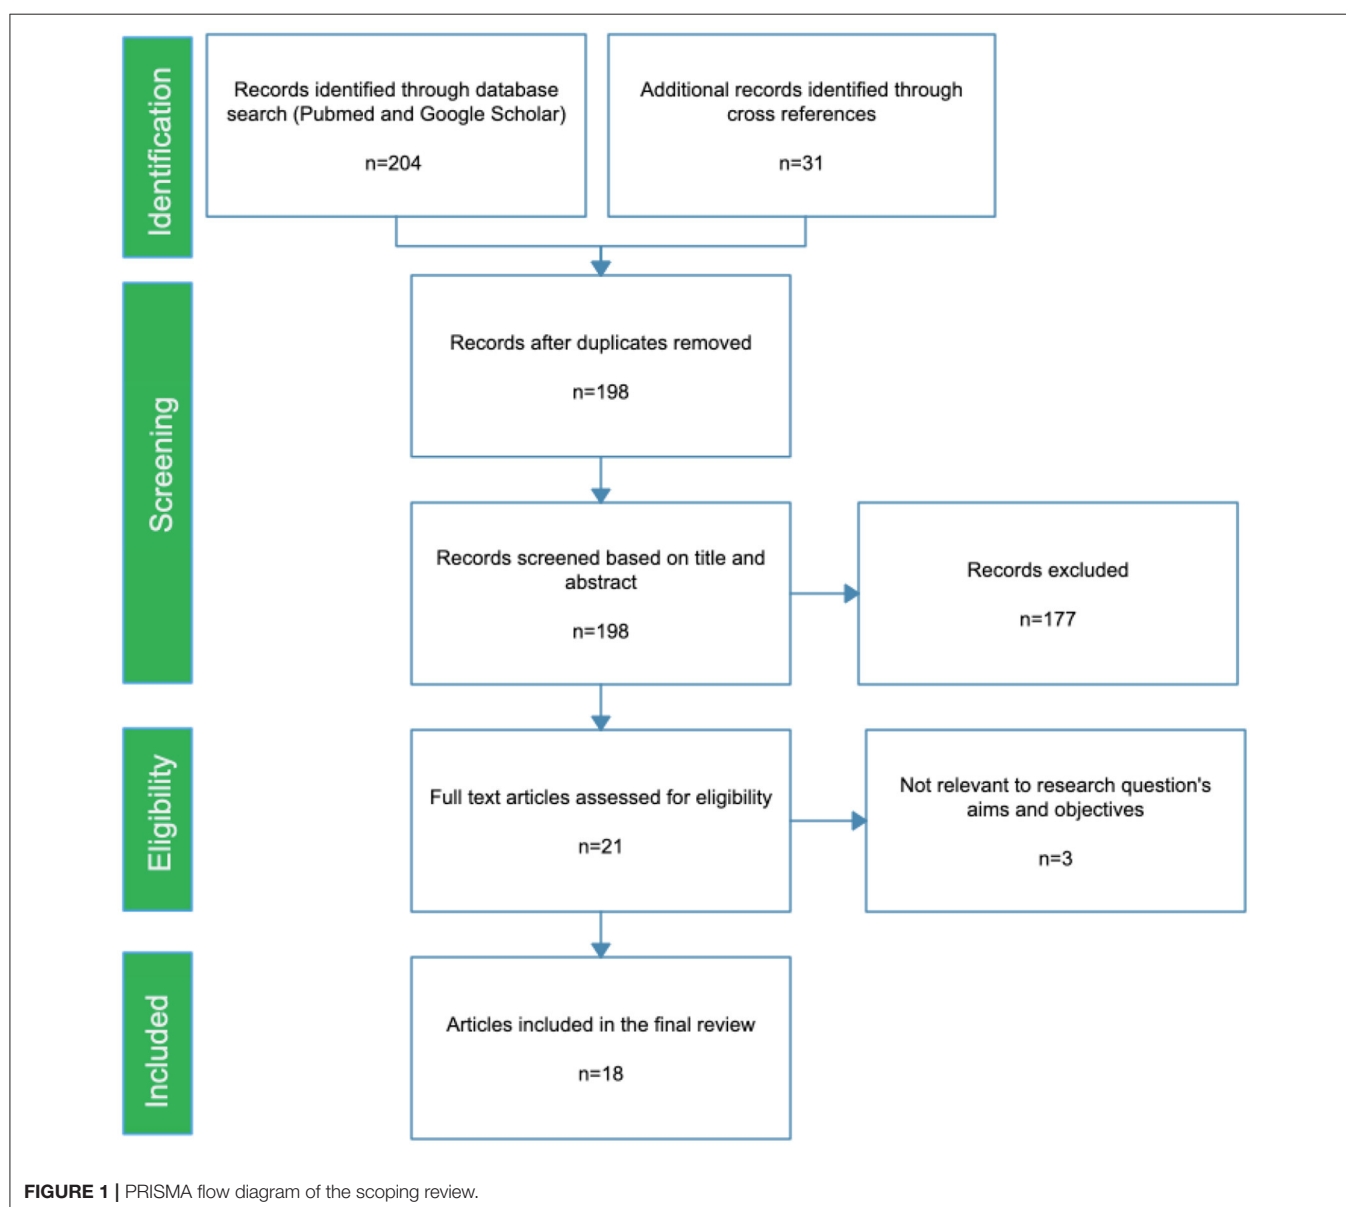 Identification
Records identified through database
search (Pubmed and Google Scholar)
n=204
Additional records identified through
cross references
n=31
Screening
Records after duplicates removed
n=198
Records screened based on title and
abstract
n=198
Records excluded
n=177
Eligibility
Full text articles assessed for eligibility
n=21
Not relevant to research question's
aims and objectives
n=3
Included
Articles included in the final review
n=18
FIGURE 1 | PRISMA flow diagram of the scoping review.